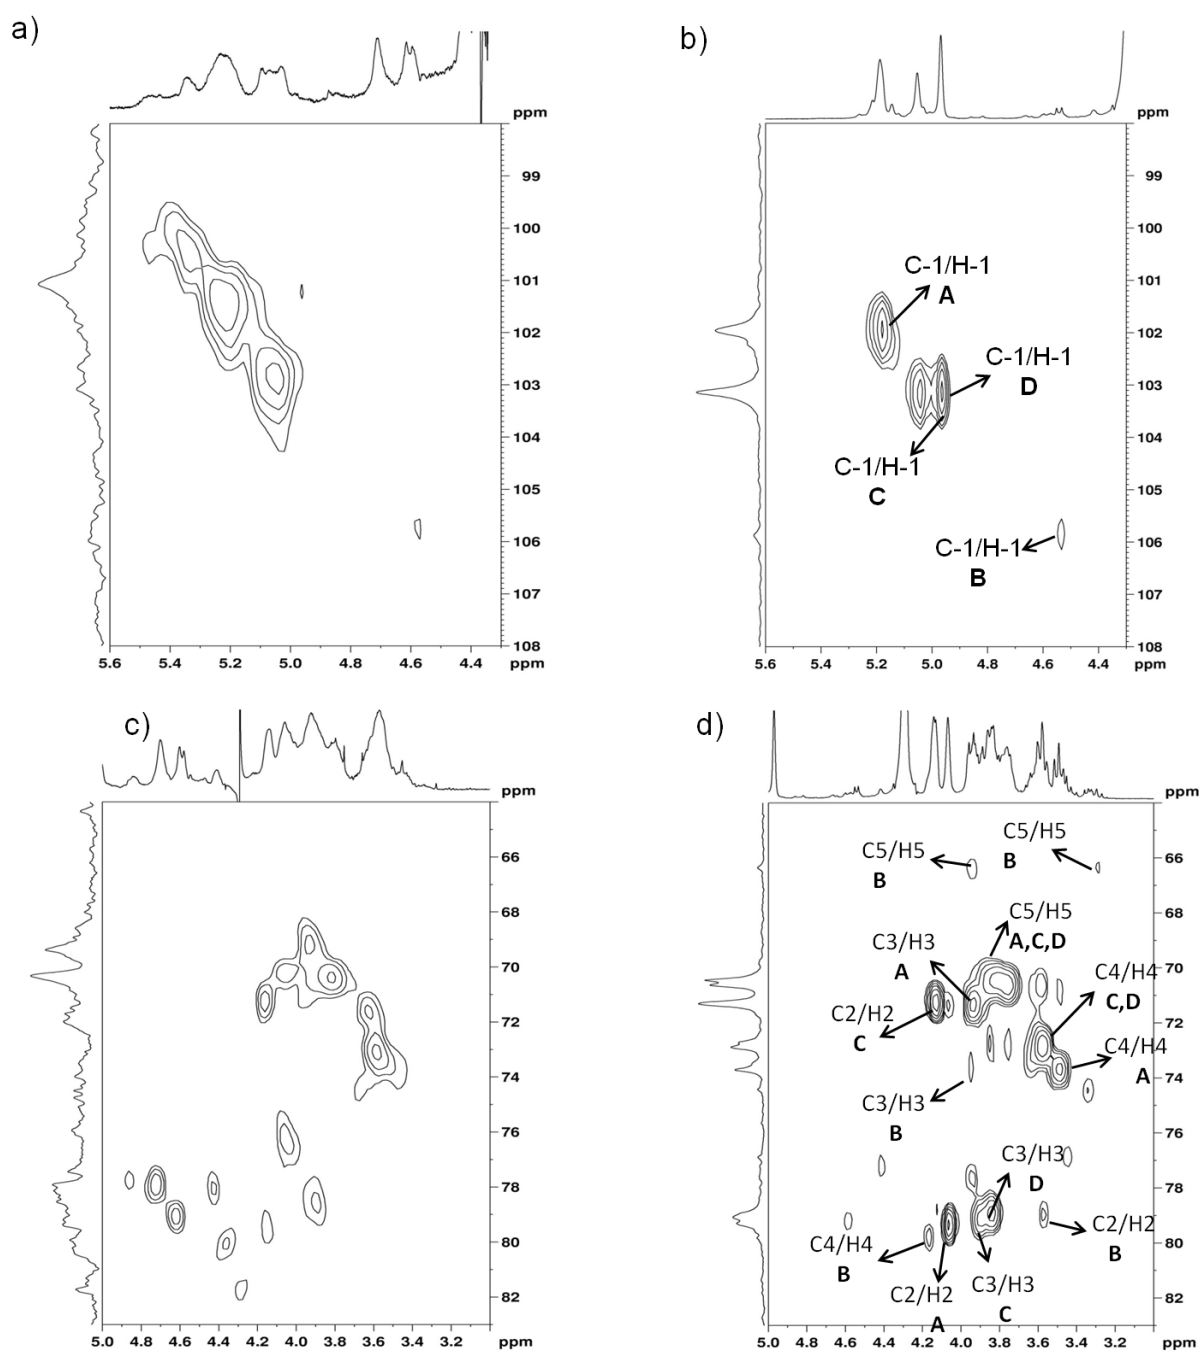 a)
ppm
99
100
101
102
103
104
105
106
107
108
5.6 5.4 5.2 5.0 4.8 4.6 4.4 ppm
b)
ppm
99
100
101
102
103
104
105
106
107
108
5.6 5.2 5.0 4.8 4.6 4.4 ppm
C-1/H-1
A
C-1/H-1
D
C-1/H-1
C
C-1/H-1
B
c)
ppm
66
68
70
72
74
76
78
80
82
5.0 4.6 4.4 4.2 4.0 3.8 3.6 3.4 3.2 ppm
d)
ppm
66
68
70
72
74
76
78
80
82
5.0 4.6 4.4 4.2 4.0 3.8 3.6 3.4 3.2 ppm
C5/H5
B
C5/H5
B
C5/H5
A,C,D
C3/H3
A
C4/H4
C,D
C2/H2
C
C4/H4
A
C3/H3
B
C3/H3
D
C2/H2
B
C4/H4
B
C2/H2
A
C3/H3
C